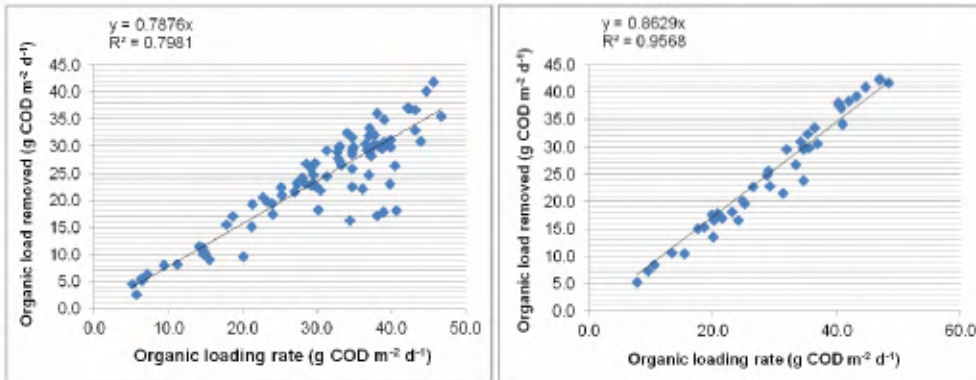 y = 0.7876x
R² = 0.7981
Organic load removed (g COD m⁻² d⁻¹)
45.0
40.0
35.0
30.0
25.0
20.0
15.0
10.0
5.0
0.0
0.0 10.0 20.0 30.0 40.0 50.0
Organic loading rate (g COD m⁻² d⁻¹)
y = 0.8629x
R² = 0.9568
Organic load removed (g COD m⁻² d⁻¹)
45.0
40.0
35.0
30.0
25.0
20.0
15.0
10.0
5.0
0.0
0.0 20.0 40.0 60.0
Organic loading rate (g COD m⁻² d⁻¹)